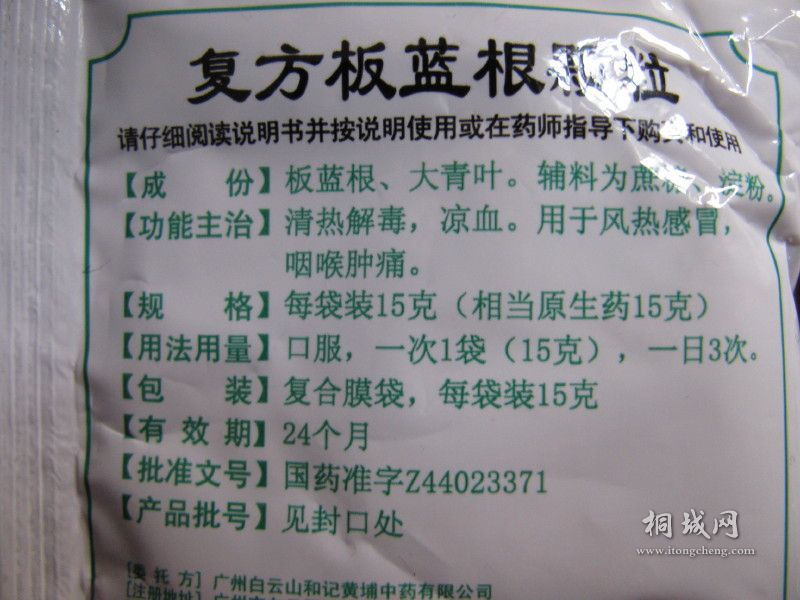 复方板蓝根颗粒
请仔细阅读说明书并按说明使用或在药师指导下购买和使用
【成 份】板蓝根、大青叶。辅料为蔗糖、淀粉。
【功能主治】清热解毒，凉血。用于风热感冒，
咽喉肿痛。
【规 格】每袋装15克（相当原生药15克）
【用法用量】口服，一次1袋（15克），一日3次。
【包 装】复合膜袋，每袋装15克
【有 效 期】24个月
【批准文号】国药准字Z44023371
【产品批号】见封口处
[委 托 方] 广州白云山和记黄埔中药有限公司
[注册地址] 广州市
桐城网
www.itongcheng.com